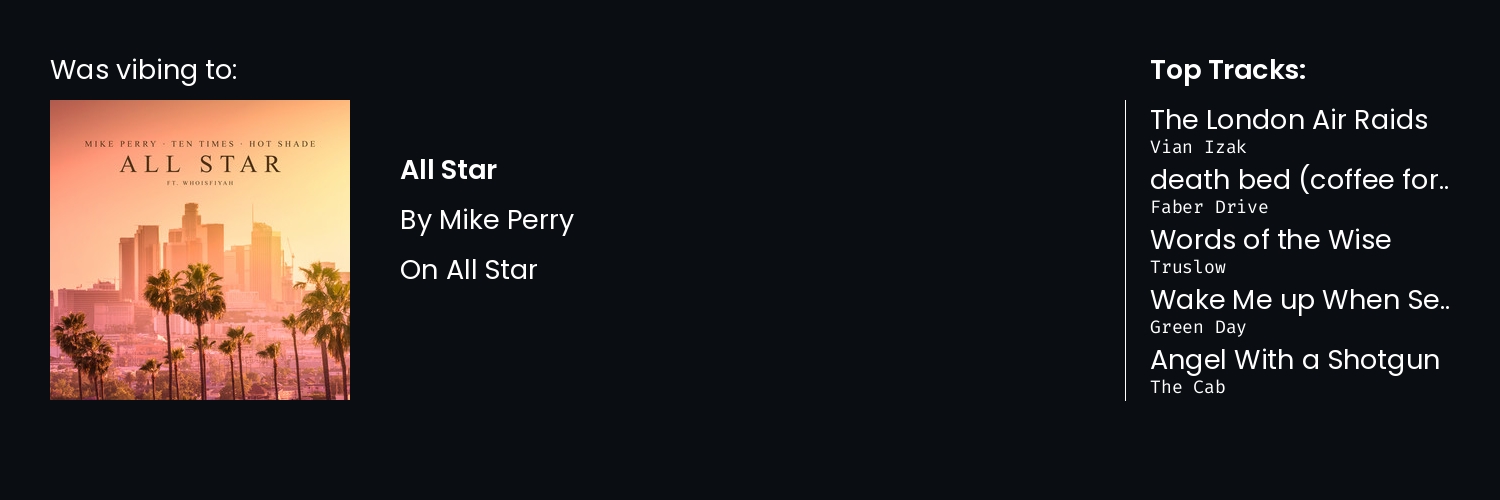 Was vibing to:
MIKE PERRY · TEN TIMES · HOT SHADE
ALL STAR
FT. WHOISFIYAH
All Star
By Mike Perry
On All Star
Top Tracks:
The London Air Raids
Vian Izak
death bed (coffee for..
Faber Drive
Words of the Wise
Truslow
Wake Me up When Se..
Green Day
Angel With a Shotgun
The Cab